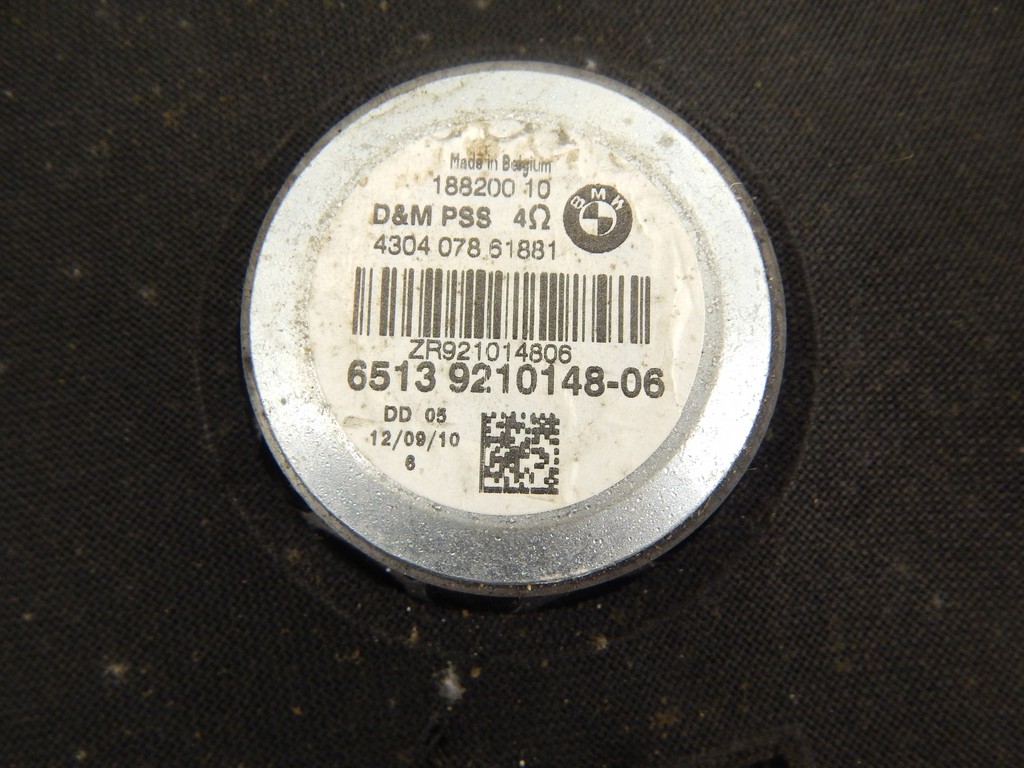 Made in Belgium
188200 10
D&M PSS 4Ω
BMW
4304 078 61881
ZR921014806
6513 9210148-06
DD 05
12/09/10
6